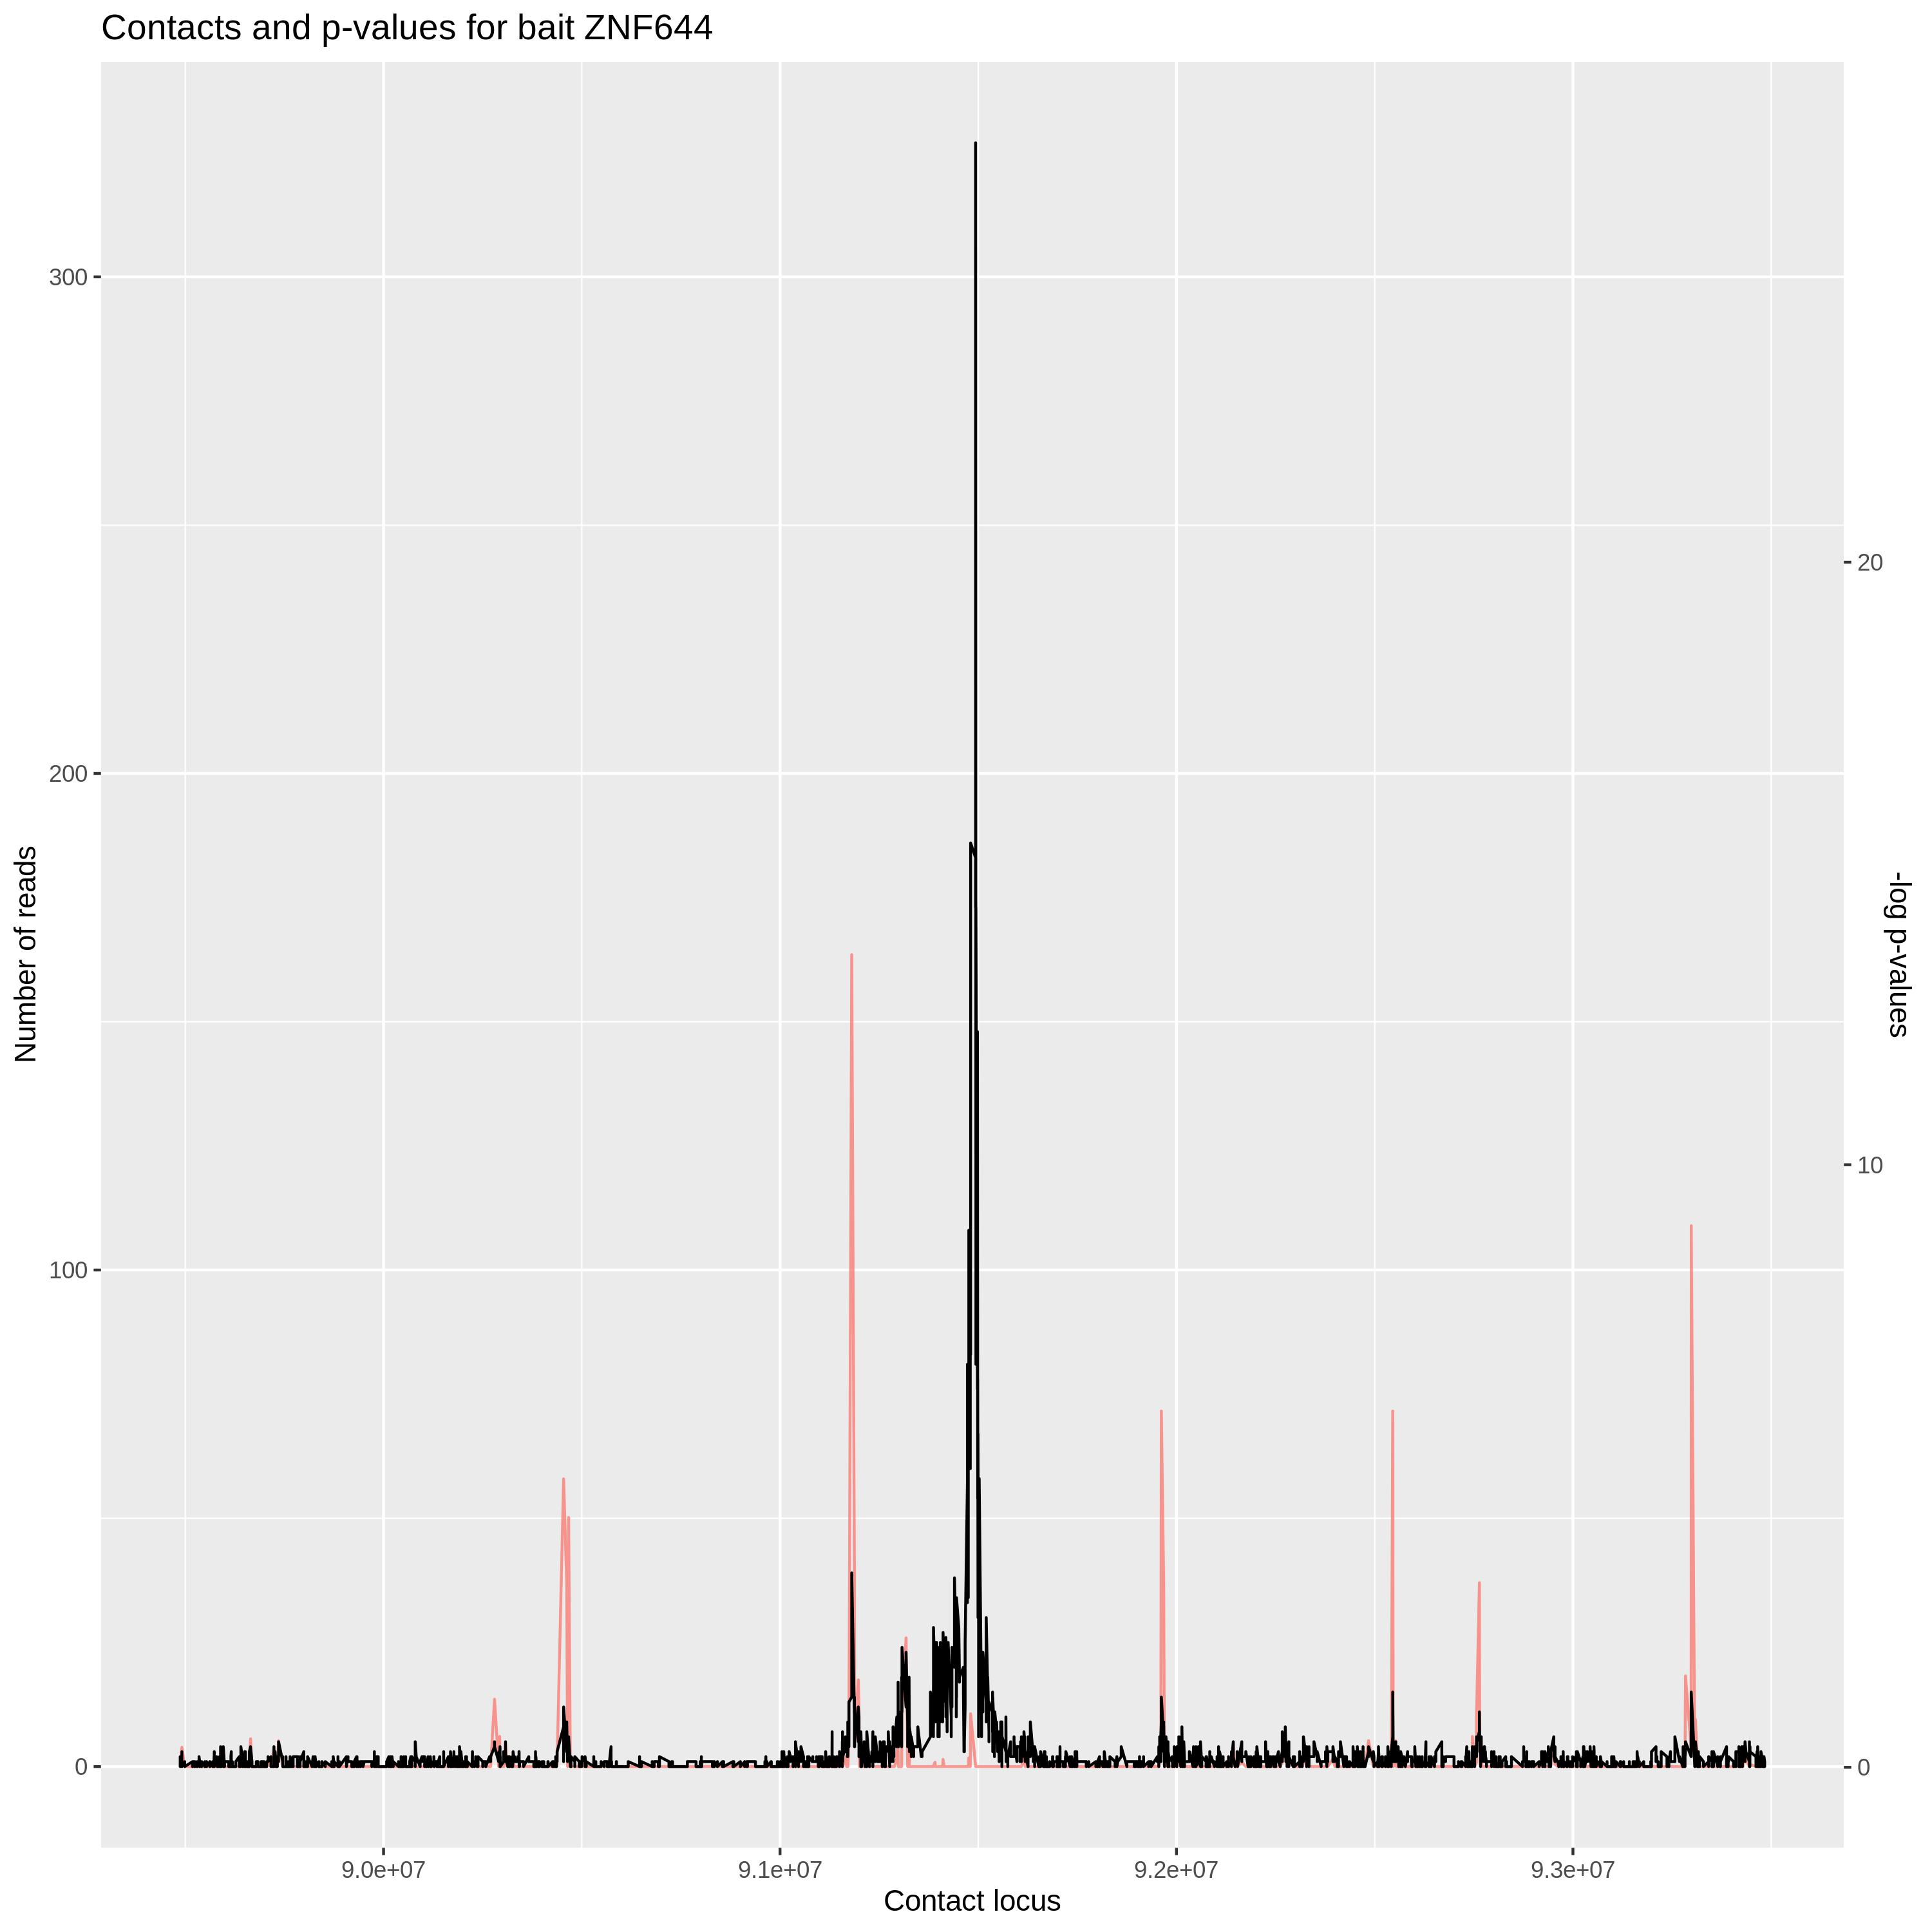 Contacts and p-values for bait ZNF644
300
200
100
0
Number of reads
20
10
0
-log p-values
9.0e+07
9.1e+07
9.2e+07
9.3e+07
Contact locus